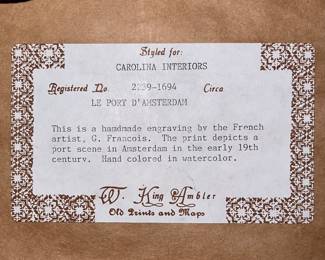 Styled for:
CAROLINA INTERIORS
Registered No. 2239-1694 Circa
LE PORT D'AMSTERDAM
This is a handmade engraving by the French
artist, G. Francois. The print depicts a
port scene in Amsterdam in the early 19th
century. Hand colored in watercolor.
W. King Ambler
Old Prints and Maps